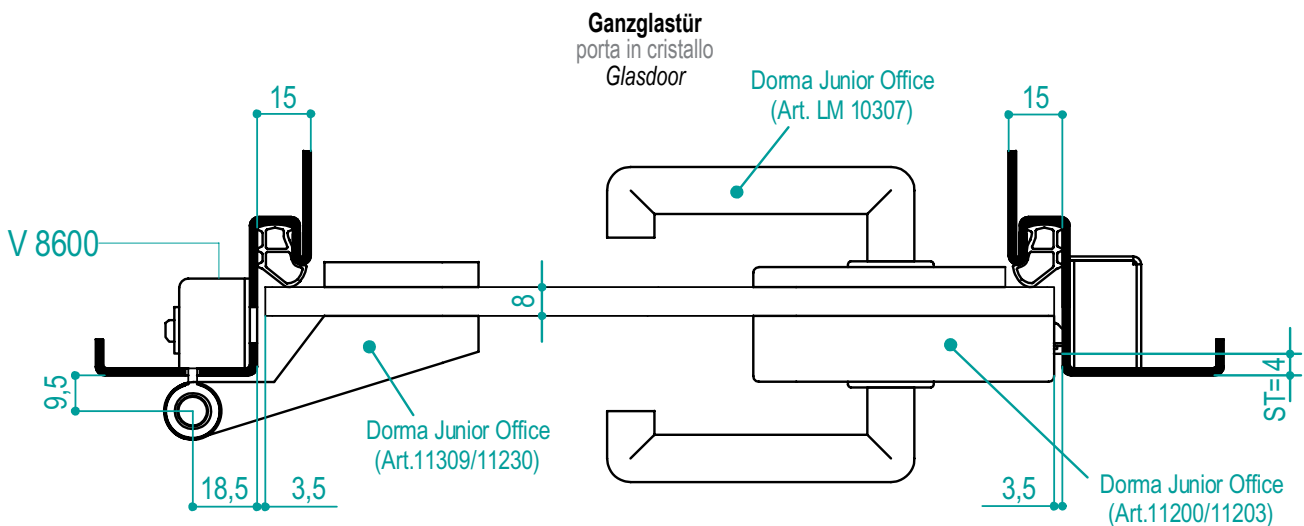 Ganzglastür
porta in cristallo
Glasdoor
Dorma Junior Office
(Art. LM 10307)
15
15
V 8600
8
9,5
ST= 4
Dorma Junior Office
(Art.11309/11230)
18,5
3,5
3,5
Dorma Junior Office
(Art.11200/11203)